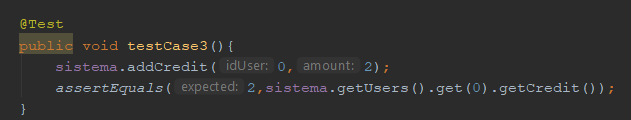 @Test
public void testCase3(){
sistema.addCredit( idUser: 0, amount: 2);
assertEquals( expected: 2,sistema.getUsers().get(0).getCredit());
}